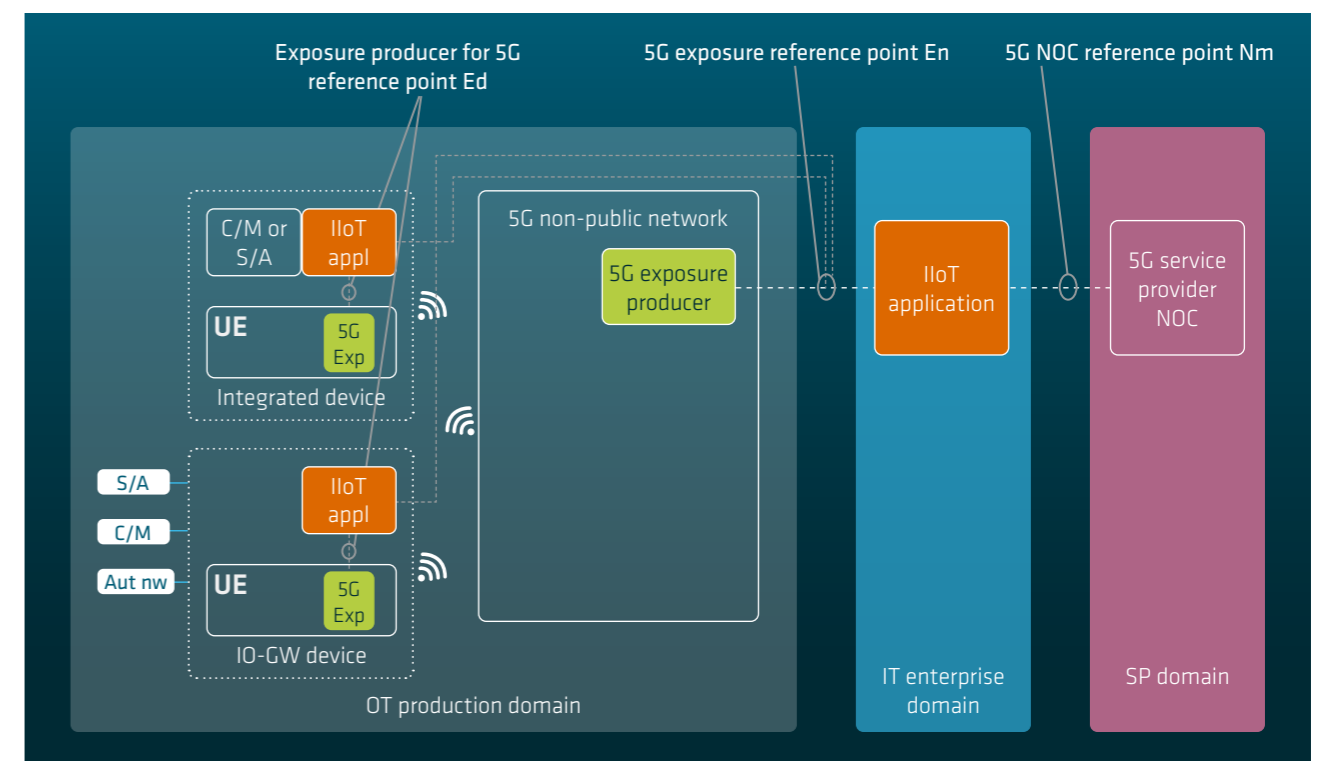 Exposure producer for 5G
reference point Ed
5G exposure reference point En
5G NOC reference point Nm
C/M or
S/A
IIoT
appl
UE
5G
Exp
Integrated device
S/A
C/M
Aut nw
IIoT
appl
UE
5G
Exp
IO-GW device
5G non-public network
5G exposure
producer
OT production domain
IIoT
application
IT enterprise
domain
5G service
provider
NOC
SP domain